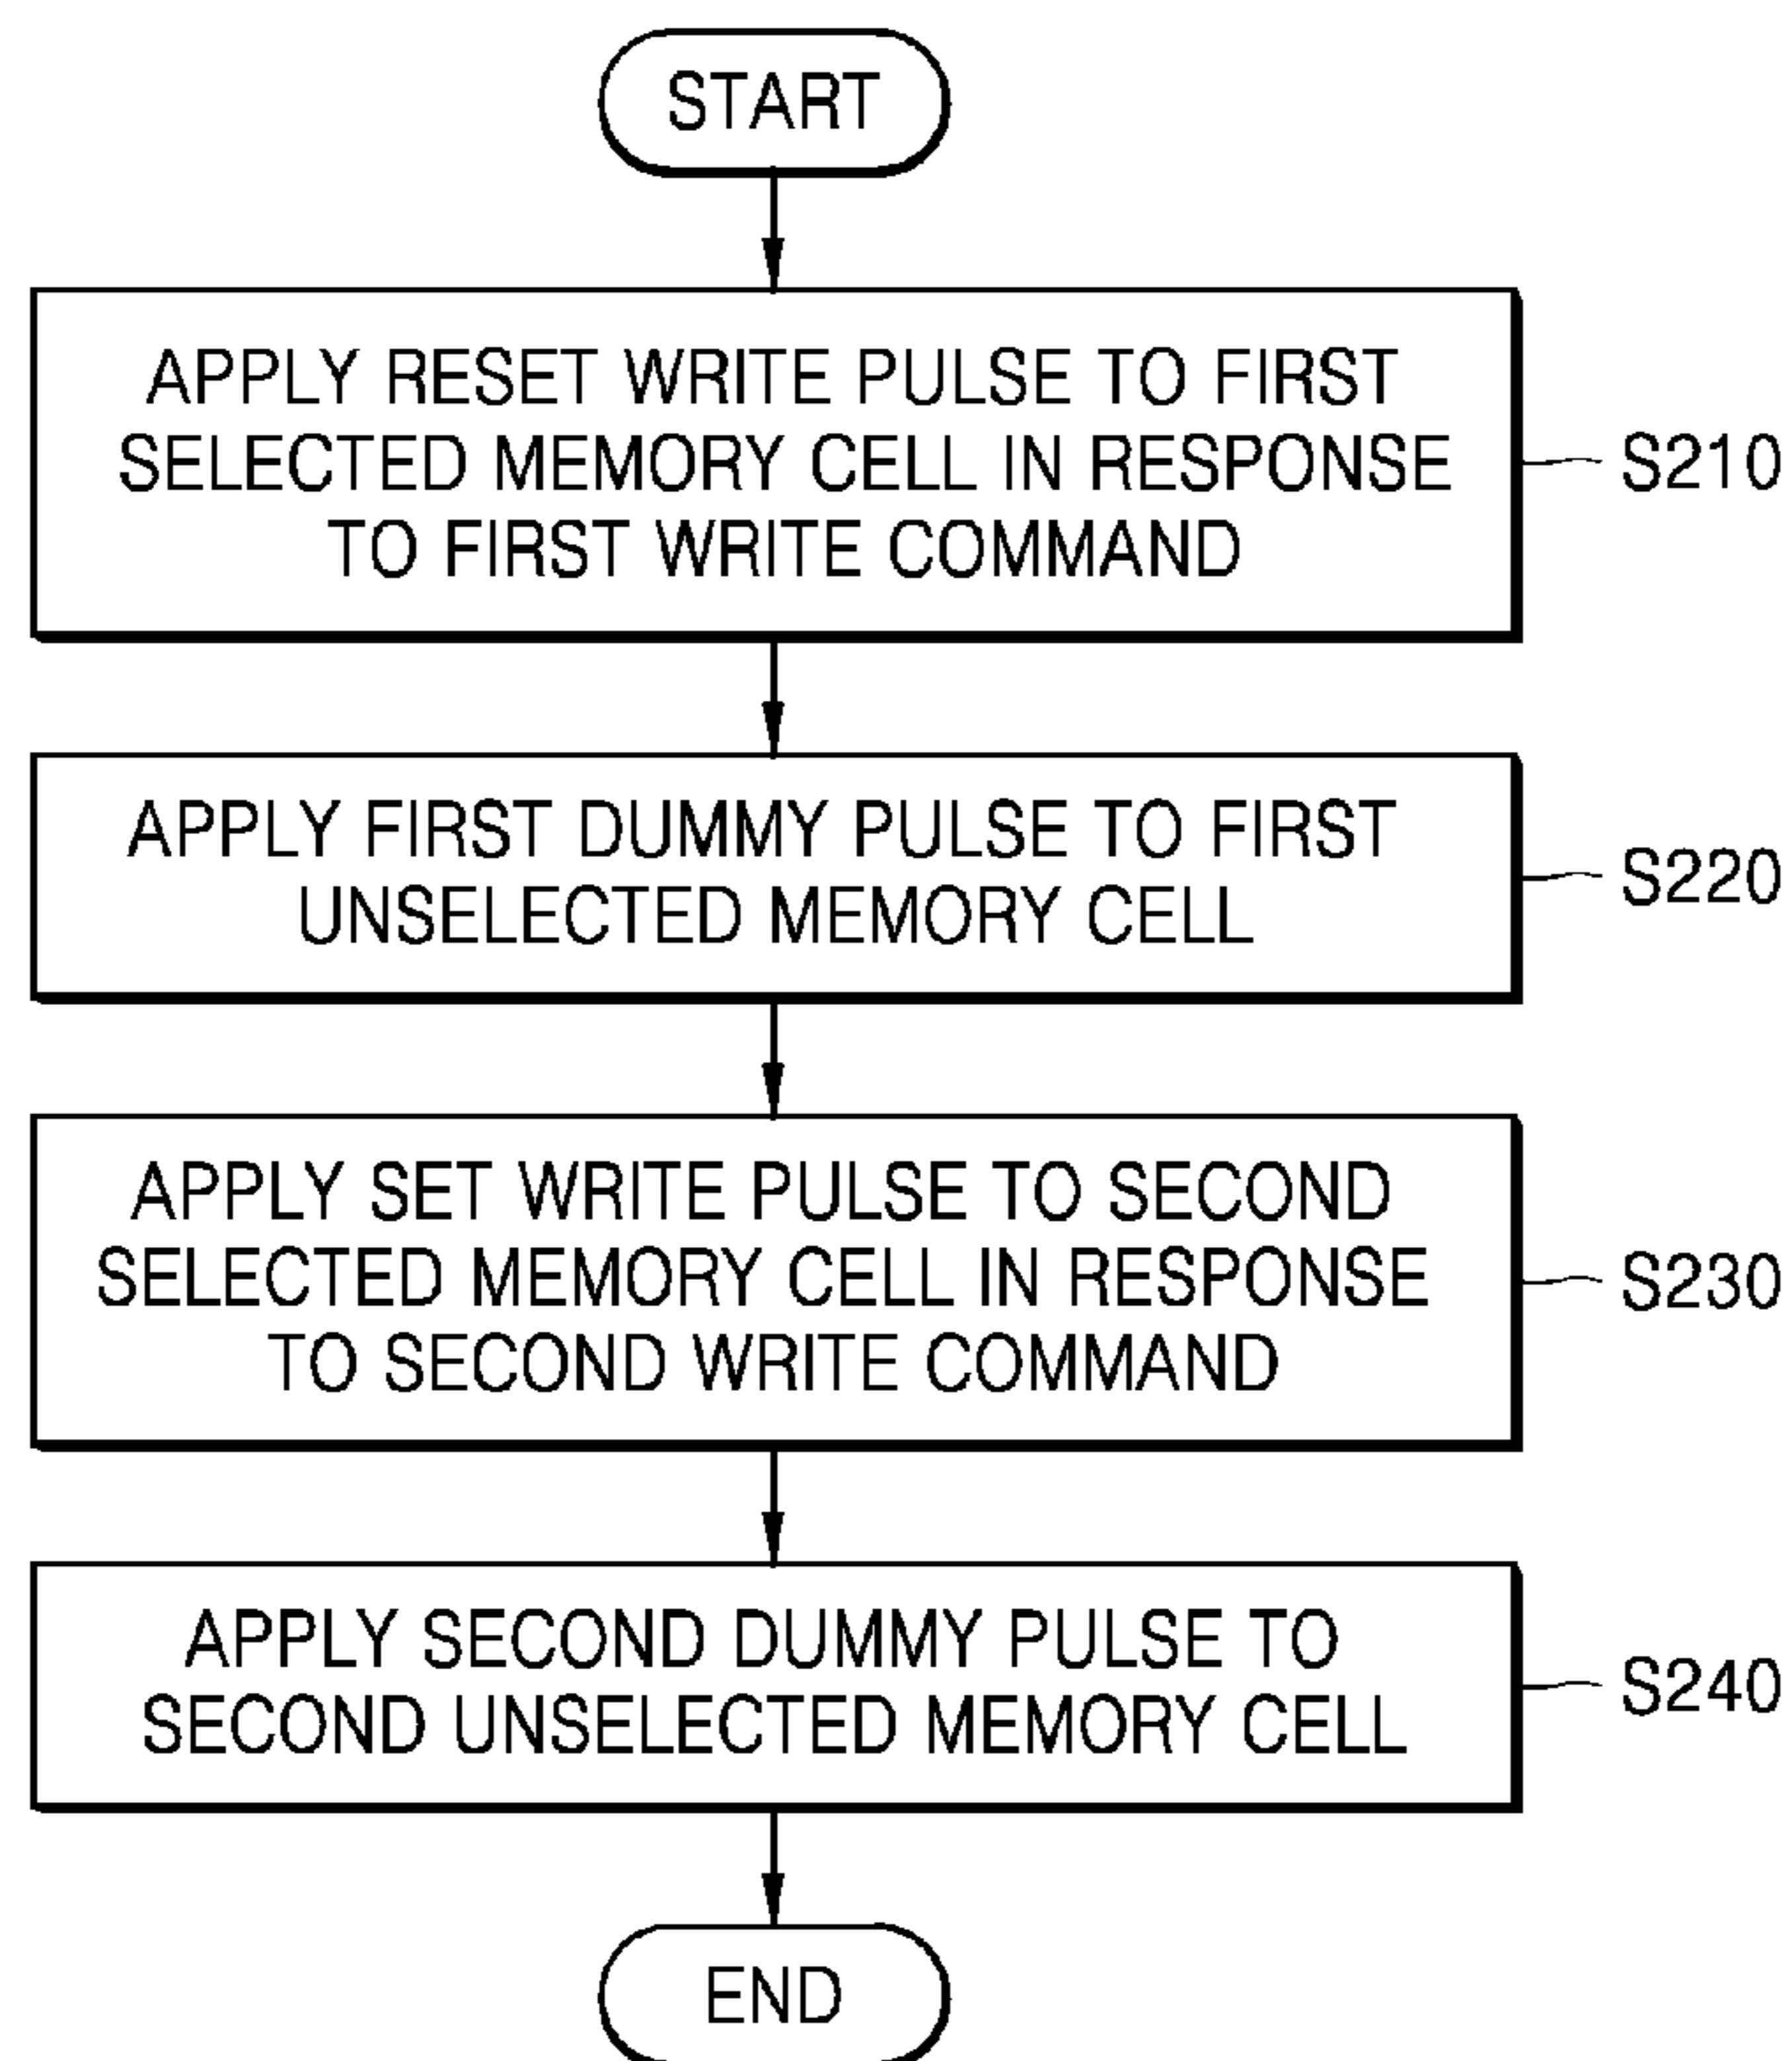 START
APPLY RESET WRITE PULSE TO FIRST
SELECTED MEMORY CELL IN RESPONSE
TO FIRST WRITE COMMAND
S210
APPLY FIRST DUMMY PULSE TO FIRST
UNSELECTED MEMORY CELL
S220
APPLY SET WRITE PULSE TO SECOND
SELECTED MEMORY CELL IN RESPONSE
TO SECOND WRITE COMMAND
S230
APPLY SECOND DUMMY PULSE TO
SECOND UNSELECTED MEMORY CELL
S240
END